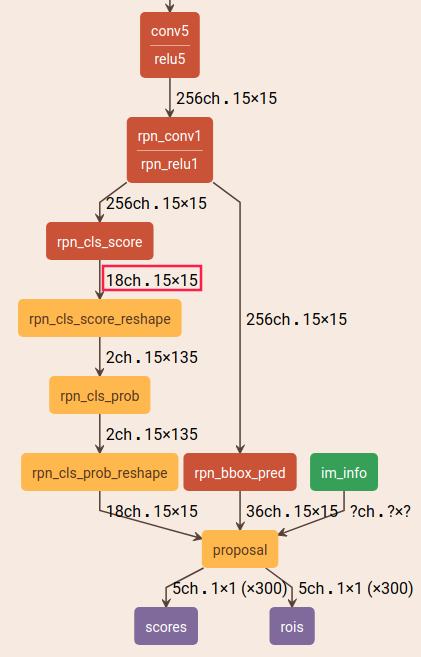 conv5
relu5
256ch . 15×15
rpn_conv1
rpn_relu1
256ch . 15×15
rpn_cls_score
18ch . 15×15
rpn_cls_score_reshape
256ch . 15×15
2ch . 15×135
rpn_cls_prob
2ch . 15×135
rpn_cls_prob_reshape
rpn_bbox_pred
im_info
18ch . 15×15
36ch . 15×15
?ch . ?×?
proposal
5ch . 1×1 (×300)
5ch . 1×1 (×300)
scores
rois